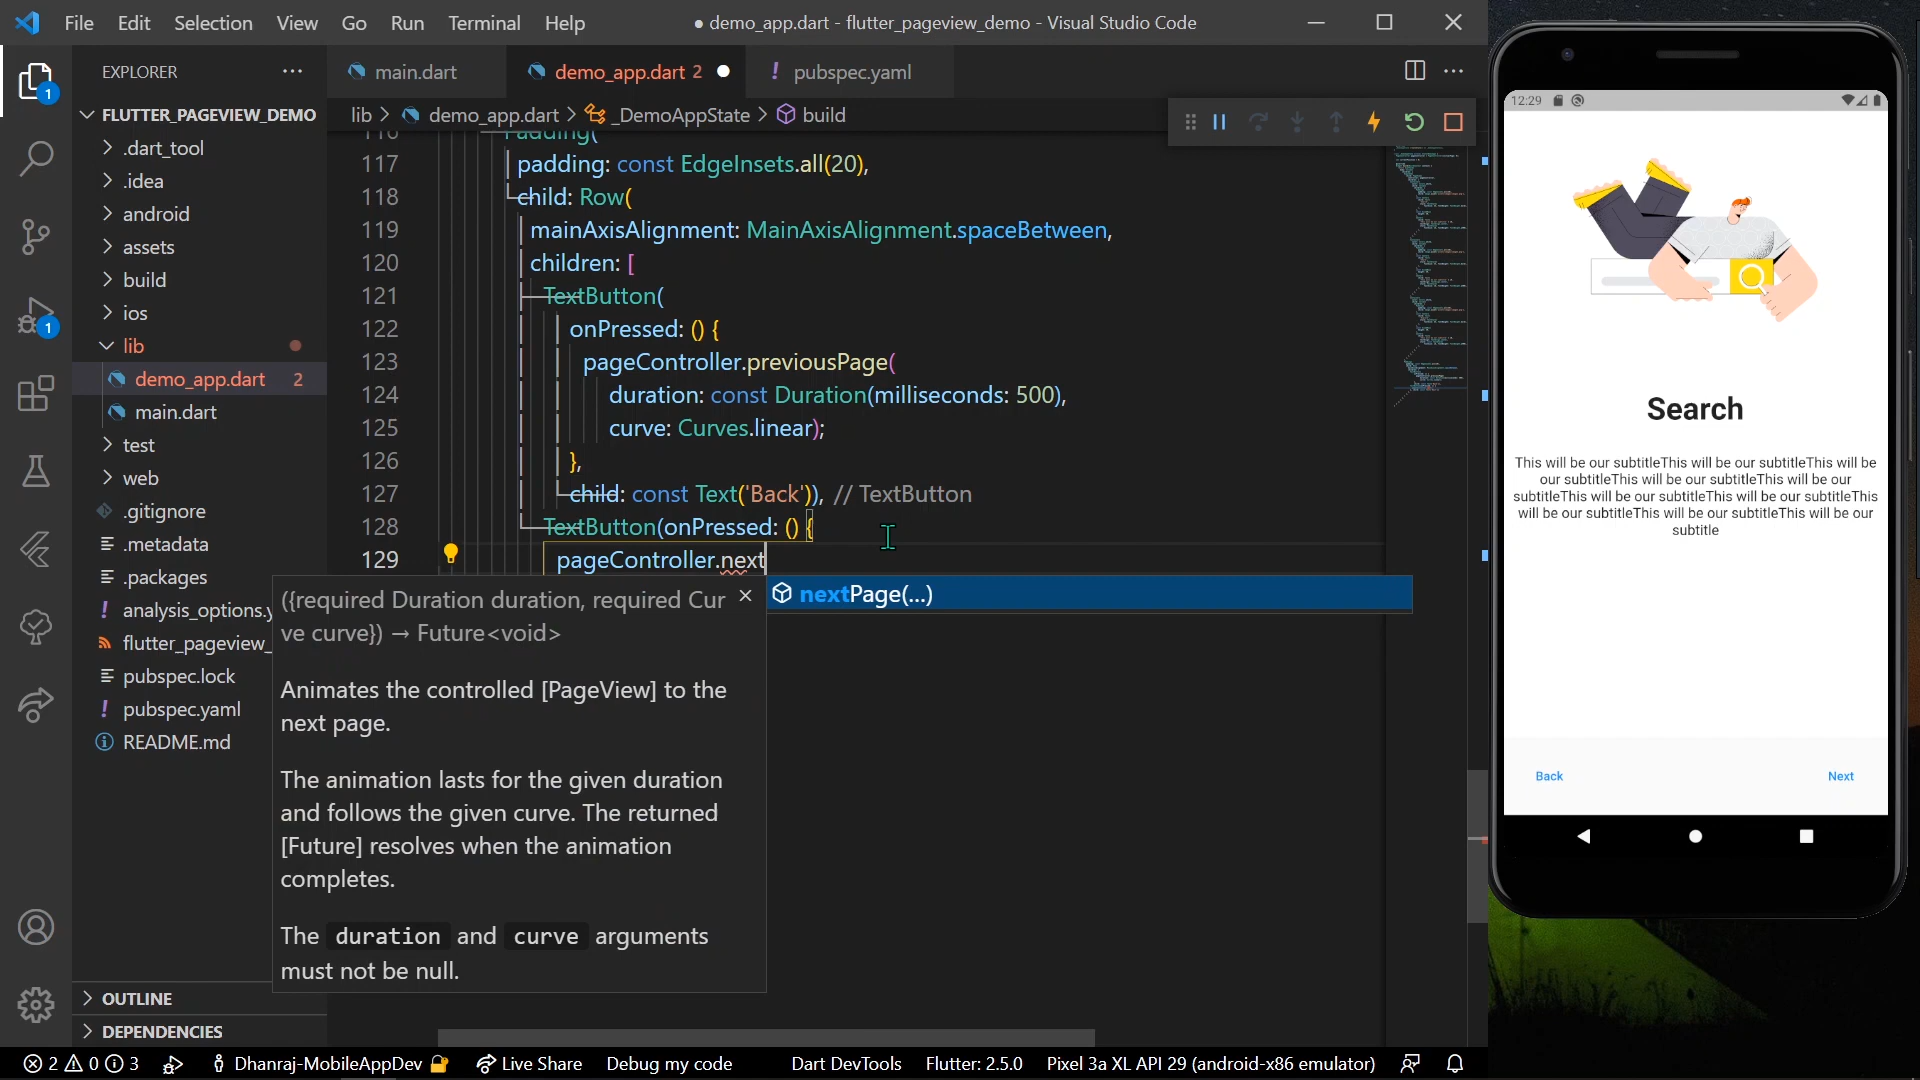 File Edit Selection View Go Run Terminal Help
● demo_app.dart - flutter_pageview_demo - Visual Studio Code
EXPLORER
main.dart
demo_app.dart 2
! pubspec.yaml
FLUTTER_PAGEVIEW_DEMO
lib > demo_app.dart > _DemoAppState > build
.dart_tool
.idea
android
assets
build
ios
lib
demo_app.dart 2
main.dart
test
web
.gitignore
.metadata
.packages
analysis_options.y
flutter_pageview_
pubspec.lock
! pubspec.yaml
README.md
OUTLINE
DEPENDENCIES
1
1
116 Padding(
117 padding: const EdgeInsets.all(20),
118 child: Row(
119 mainAxisAlignment: MainAxisAlignment.spaceBetween,
120 children: [
121 TextButton(
122 onPressed: () {
123 pageController.previousPage(
124 duration: const Duration(milliseconds: 500),
125 curve: Curves.linear);
126 },
127 child: const Text('Back')), // TextButton
128 TextButton(onPressed: () {
129 pageController.next
nextPage(...)
({required Duration duration, required Cur
ve curve}) → Future<void>
Animates the controlled [PageView] to the
next page.
The animation lasts for the given duration
and follows the given curve. The returned
[Future] resolves when the animation
completes.
The duration and curve arguments
must not be null.
12:29
Search
This will be our subtitleThis will be our subtitleThis will be
our subtitleThis will be our subtitleThis will be our
subtitleThis will be our subtitleThis will be our subtitleThis
will be our subtitleThis will be our subtitleThis will be our
subtitle
Back Next
2 0 3 Dhanraj-MobileAppDev Live Share Debug my code Dart DevTools Flutter: 2.5.0 Pixel 3a XL API 29 (android-x86 emulator)